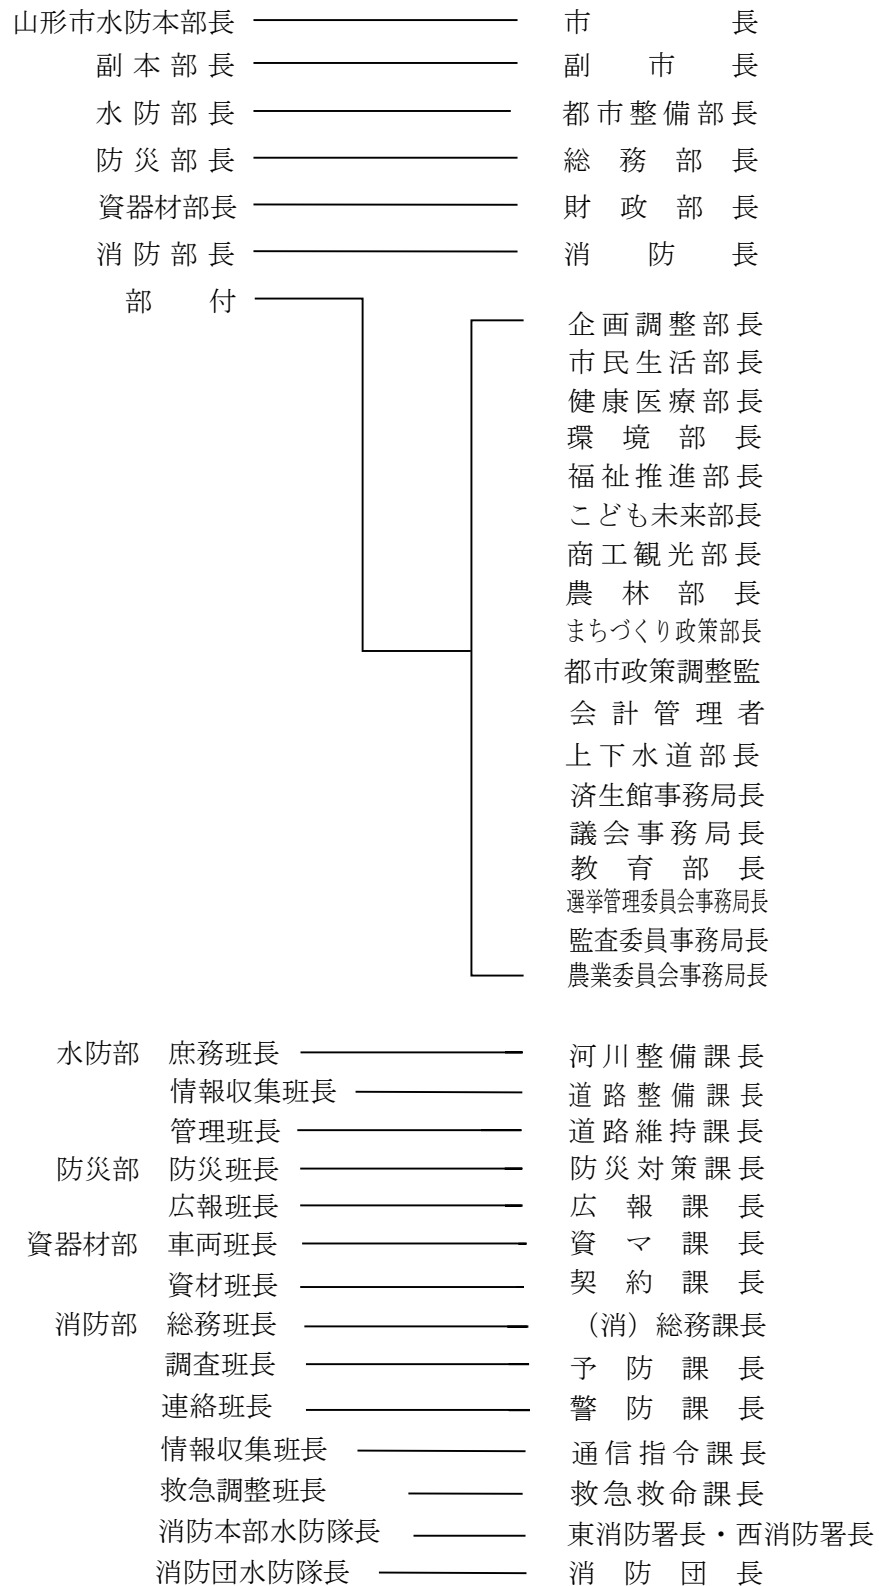 山形市水防本部長 市長
副本部長 副市長
水防部長 都市整備部長
防災部長 総務部長
資器材部長 財政部長
消防部長 消防長
部付
企画調整部長
市民生活部長
健康医療部長
環境部長
福祉推進部長
こども未来部長
商工観光部長
農林部長
まちづくり政策部長
都市政策調整監
会計管理者
上下水道部長
済生館事務局長
議会事務局長
教育部長
選挙管理委員会事務局長
監査委員事務局長
農業委員会事務局長
水防部 庶務班長 河川整備課長
情報収集班長 道路整備課長
管理班長 道路維持課長
防災部 防災班長 防災対策課長
広報班長 広報課長
資器材部 車両班長 資マ課長
資材班長 契約課長
消防部 総務班長 （消）総務課長
調査班長 予防課長
連絡班長 警防課長
情報収集班長 通信指令課長
救急調整班長 救急救命課長
消防本部水防隊長 東消防署長・西消防署長
消防団水防隊長 消防団長